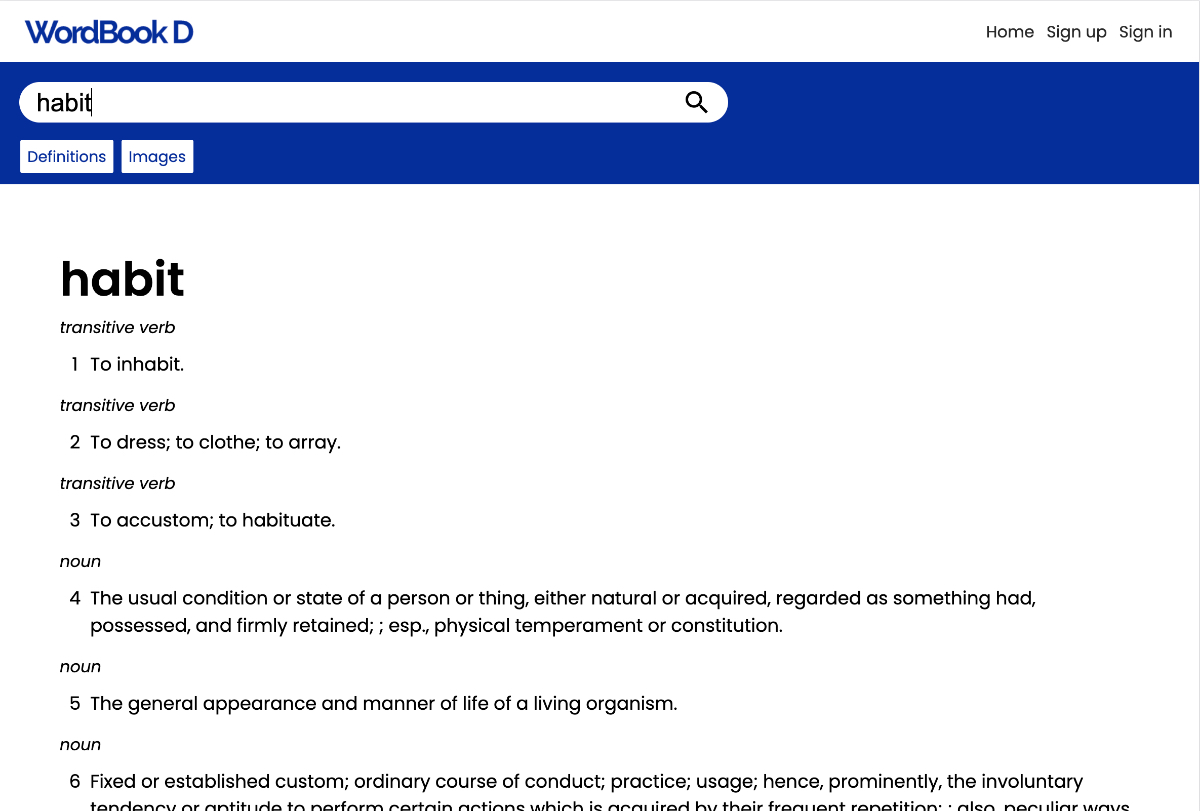 WordBook D
Home Sign up Sign in
habit
Definitions Images
habit
transitive verb
1 To inhabit.
transitive verb
2 To dress; to clothe; to array.
transitive verb
3 To accustom; to habituate.
noun
4 The usual condition or state of a person or thing, either natural or acquired, regarded as something had,
possessed, and firmly retained; ; esp., physical temperament or constitution.
noun
5 The general appearance and manner of life of a living organism.
noun
6 Fixed or established custom; ordinary course of conduct; practice; usage; hence, prominently, the involuntary
tendency or aptitude to perform certain actions which is acquired by their frequent repetition; ; also, peculiar ways